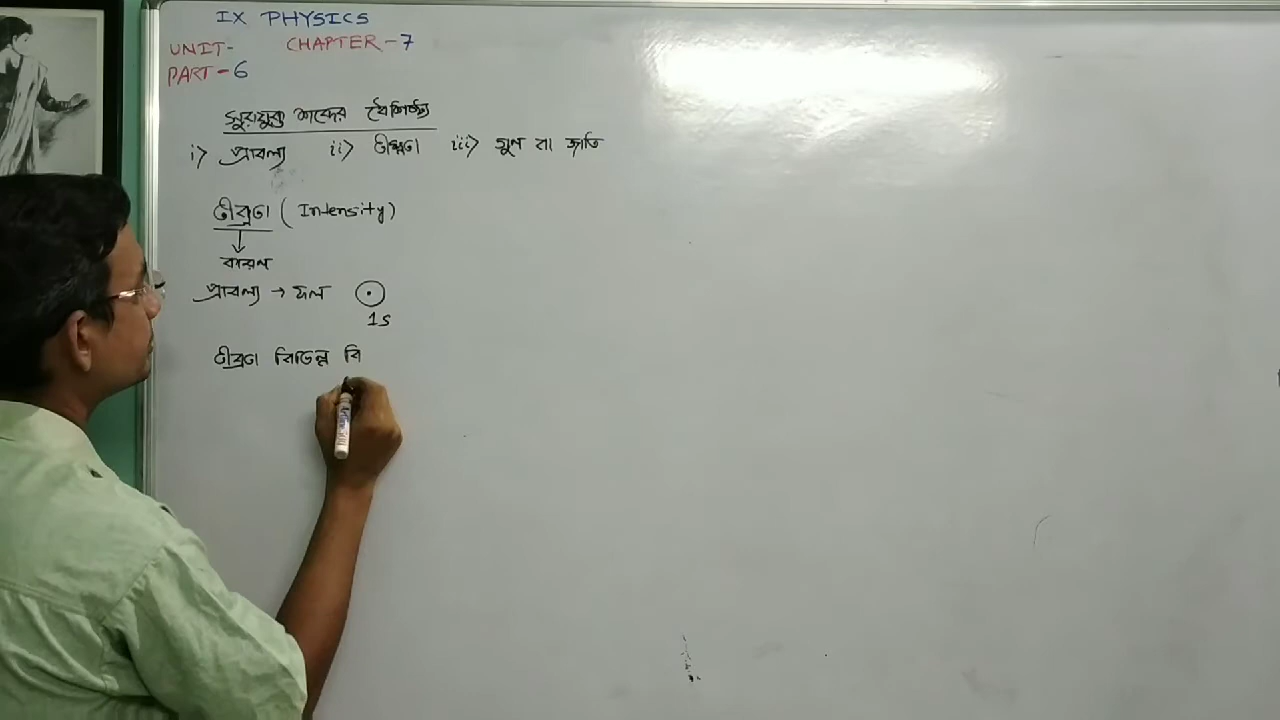 IX PHYSICS
UNIT- CHAPTER-7
PART-6
সুরযুক্ত শব্দের বৈশিষ্ট্য
i> প্রাবল্য ii> তীক্ষ্ণতা iii> গুন বা জাতি
তীব্রতা (Intensity)
↓
কারন
প্রাবল্য → ফল
1s
তীব্রতা বিভিন্ন বি